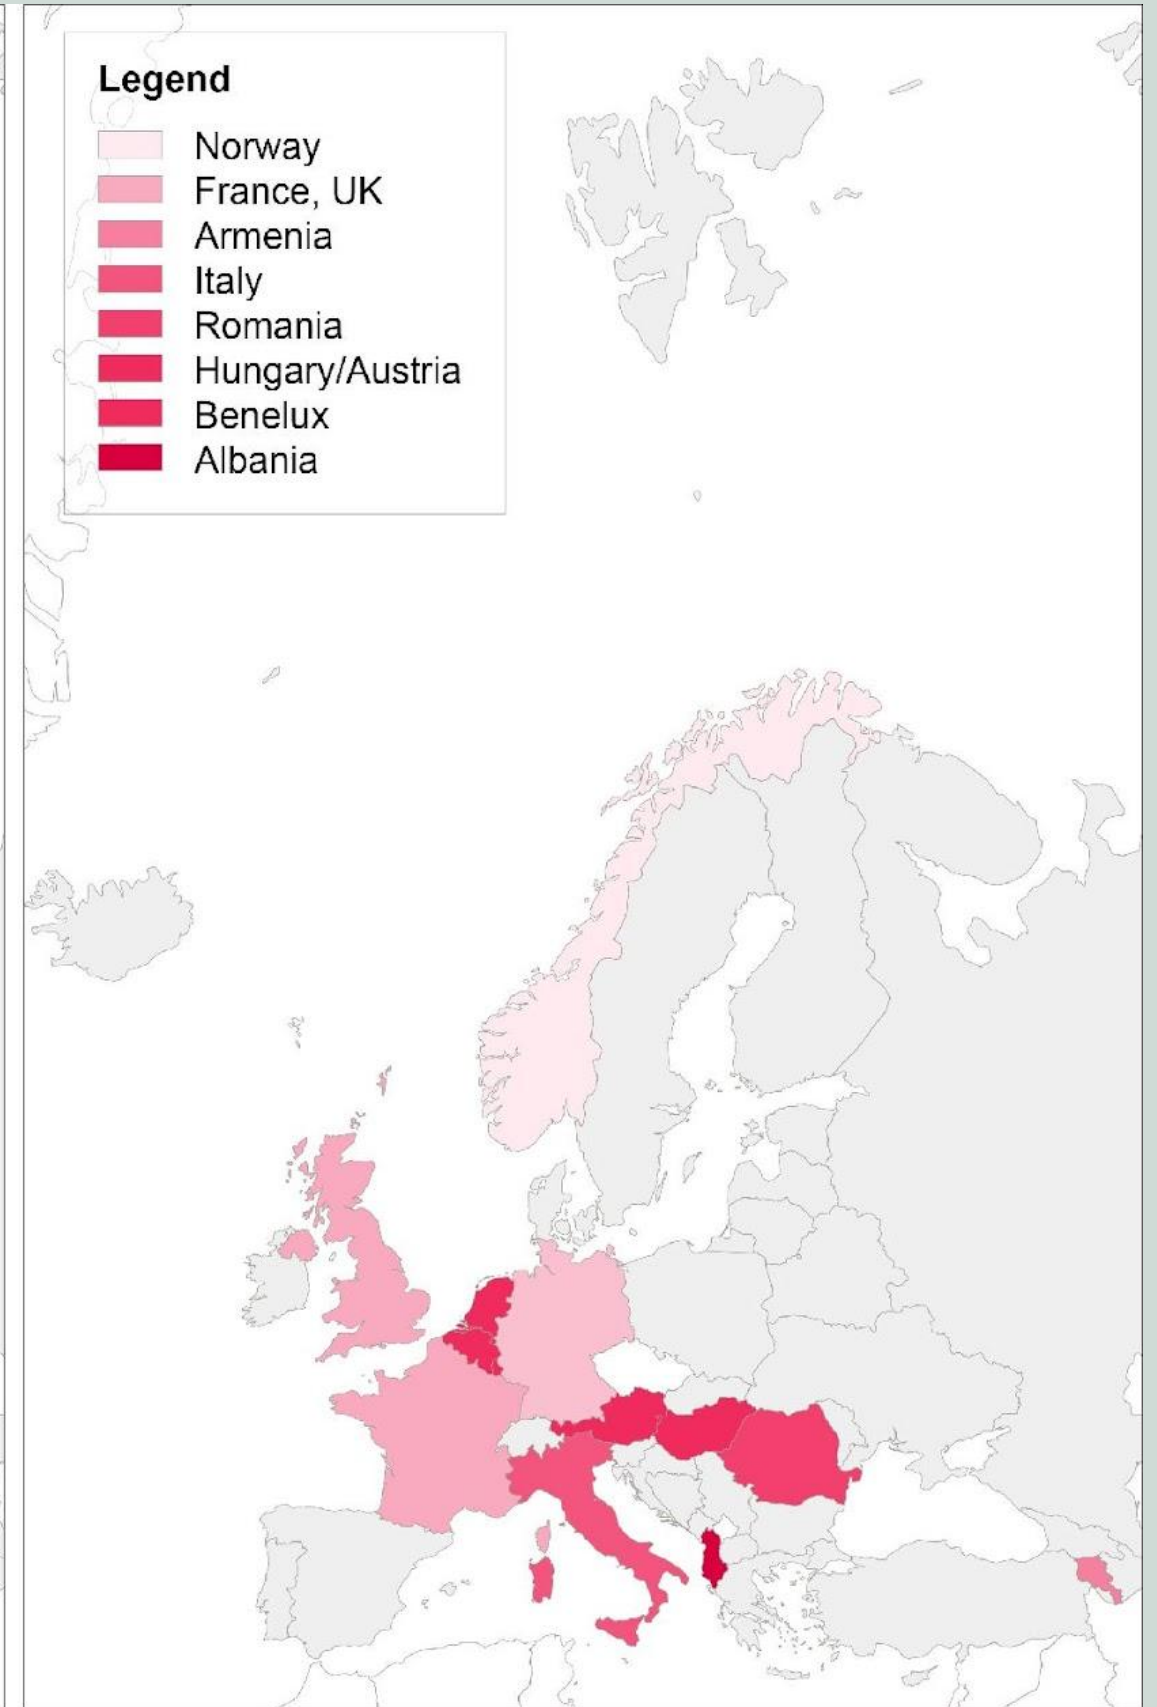 Legend
Norway
France, UK
Armenia
Italy
Romania
Hungary/Austria
Benelux
Albania